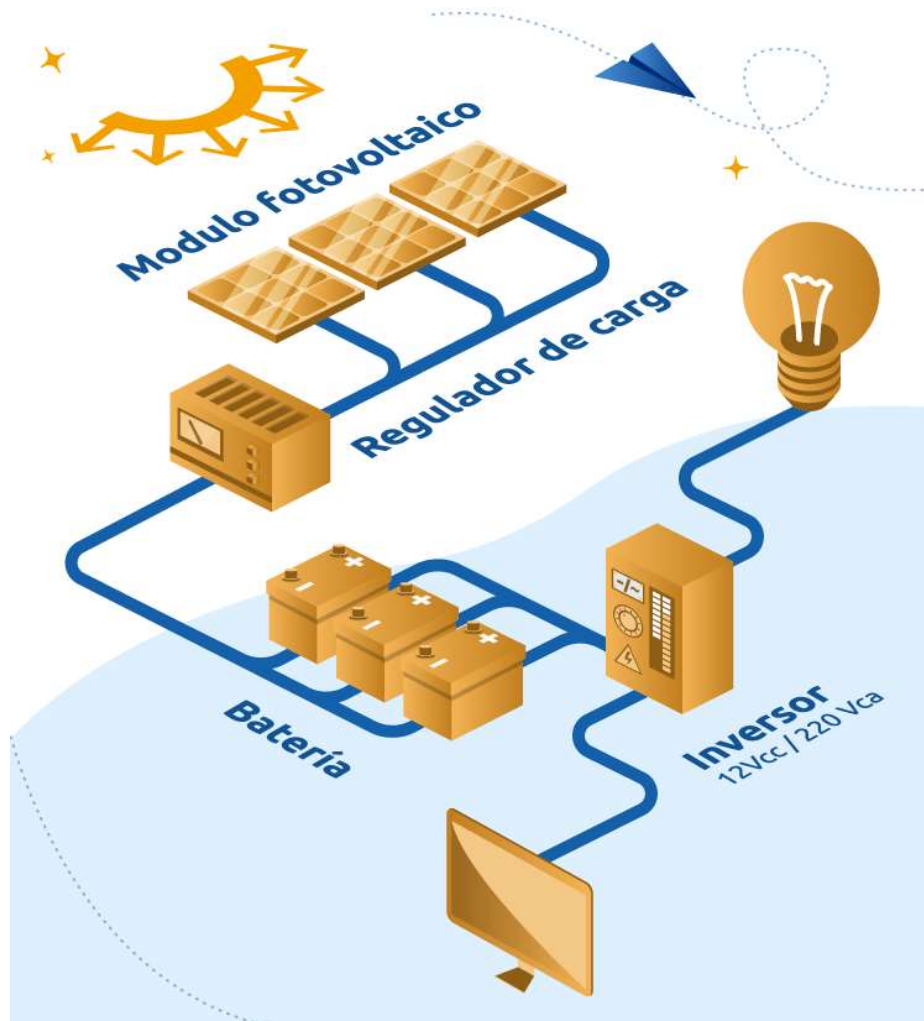 Modulo fotovoltaico
Regulador de carga
Batería
Inversor
12Vcc / 220 Vca